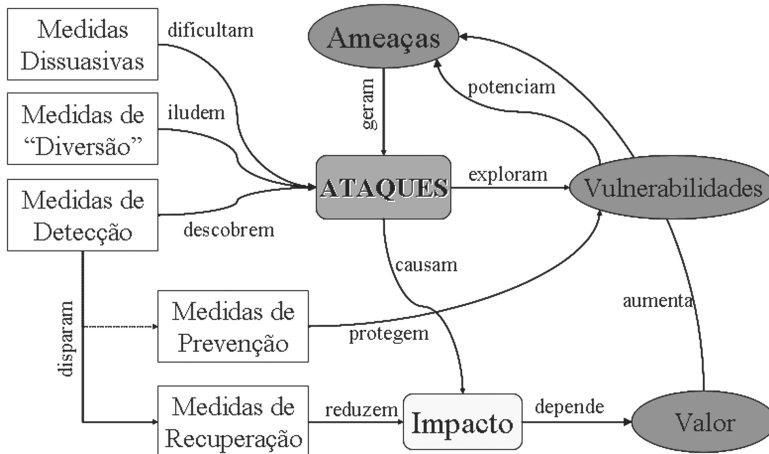 Medidas
Dissuasivas
dificultam
Ameaças
Medidas de
“Diversão”
iludem
geram
potenciam
ATAQUES
exploram
Vulnerabilidades
Medidas de
Detecção
descobrem
causam
aumenta
disparam
Medidas de
Prevenção
protegem
Medidas de
Recuperação
reduzem
Impacto
depende
Valor